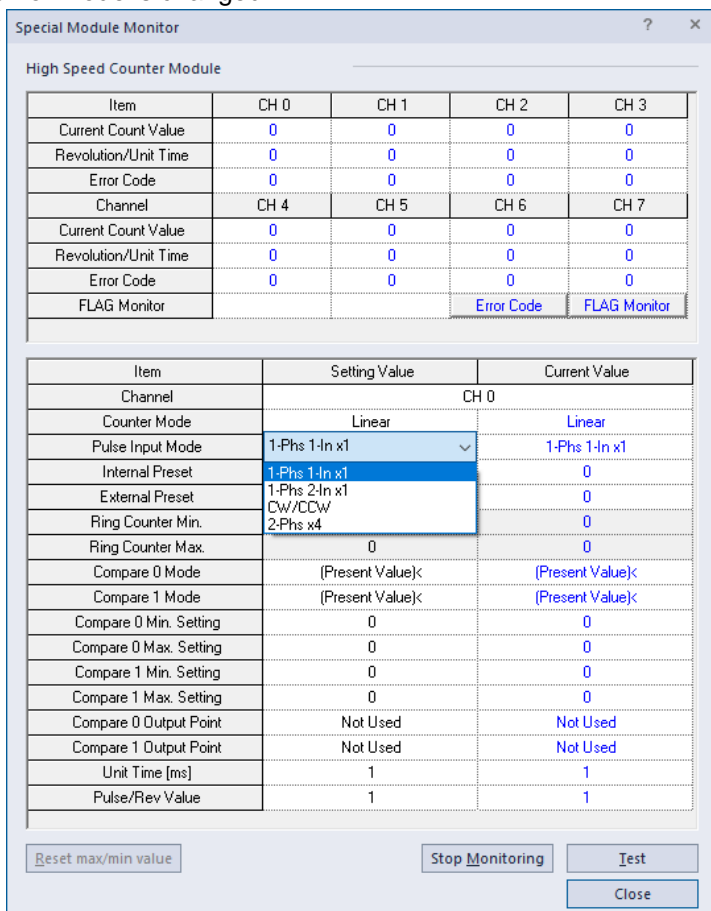 Special Module Monitor ? ×
High Speed Counter Module
Item CH 0 CH 1 CH 2 CH 3
Current Count Value 0 0 0 0
Revolution/Unit Time 0 0 0 0
Error Code 0 0 0 0
Channel CH 4 CH 5 CH 6 CH 7
Current Count Value 0 0 0 0
Revolution/Unit Time 0 0 0 0
Error Code 0 0 0 0
FLAG Monitor Error Code FLAG Monitor
Item Setting Value Current Value
Channel CH 0
Counter Mode Linear Linear
Pulse Input Mode 1-Phs 1-In x1 1-Phs 1-In x1
Internal Preset 1-Phs 1-In x1 0
1-Phs 2-In x1
External Preset CW/CCW 0
Ring Counter Min. 2-Phs x4 0
Ring Counter Max. 0 0
Compare 0 Mode (Present Value)< (Present Value)<
Compare 1 Mode (Present Value)< (Present Value)<
Compare 0 Min. Setting 0 0
Compare 0 Max. Setting 0 0
Compare 1 Min. Setting 0 0
Compare 1 Max. Setting 0 0
Compare 0 Output Point Not Used Not Used
Compare 1 Output Point Not Used Not Used
Unit Time [ms] 1 1
Pulse/Rev Value 1 1
Reset max/min value Stop Monitoring Test
Close